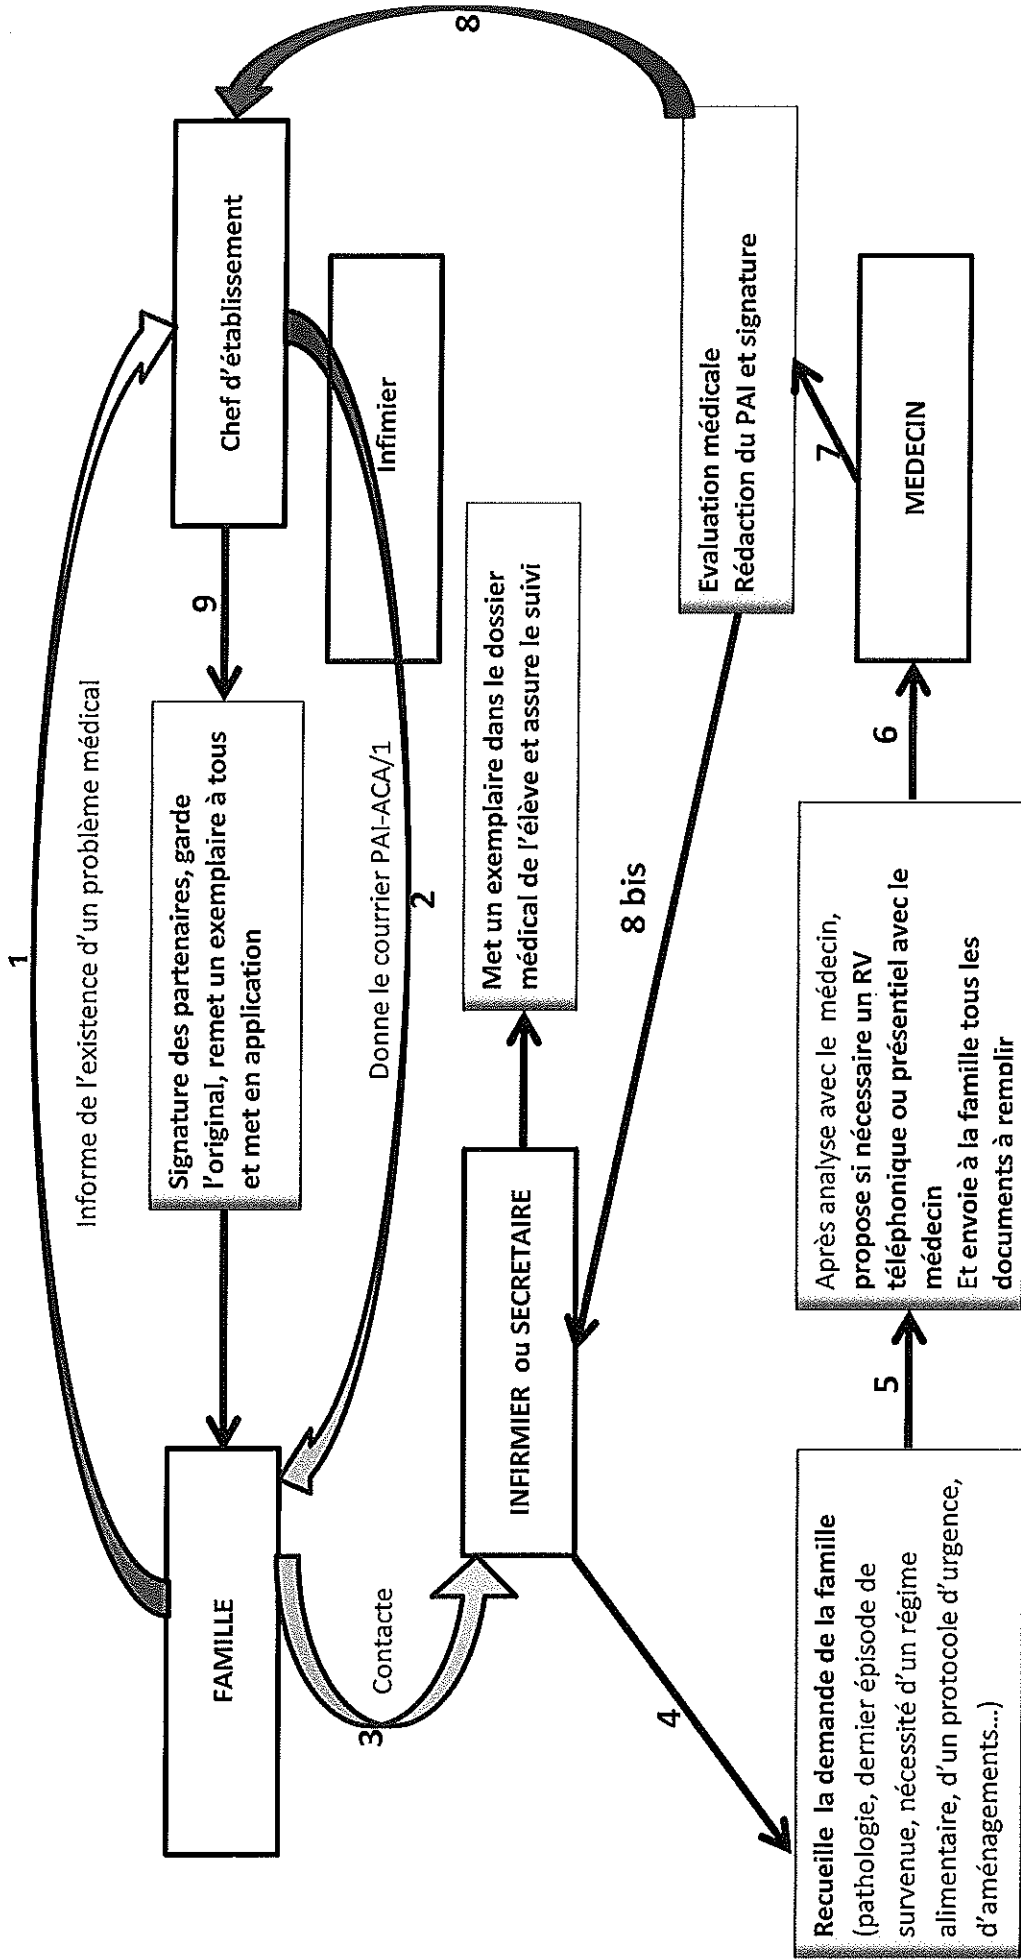 1
Informe de l'existence d'un problème médical
FAMILLE
Signature des partenaires, garde
l'original, remet un exemplaire à tous
et met en application
9
Chef d'établissement
8
Donne le courrier PAI-ACA/1
2
Infimier
3
Contacte
INFIRMIER ou SECRETAIRE
Met un exemplaire dans le dossier
médical de l'élève et assure le suivi
8 bis
Evaluation médicale
Rédaction du PAI et signature
4
7
Recueille la demande de la famille
(pathologie, dernier épisode de
survenue, nécessité d'un régime
alimentaire, d'un protocole d'urgence,
d'aménagements...)
5
Après analyse avec le médecin,
propose si nécessaire un RV
téléphonique ou présentiel avec le
médecin
Et envoie à la famille tous les
documents à remplir
6
MEDECIN